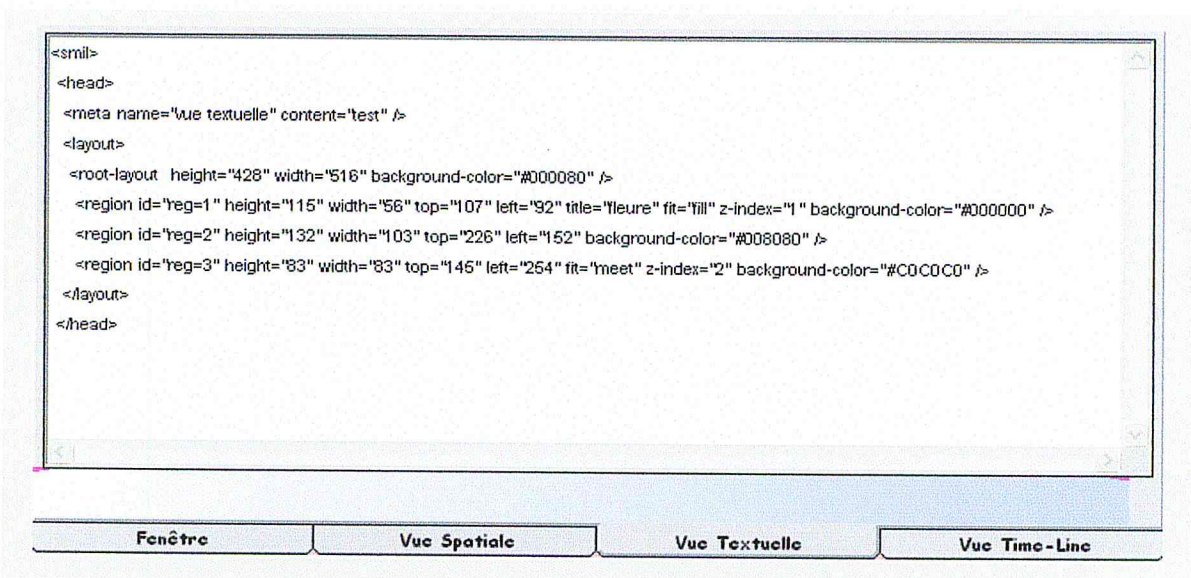 <smil>
<head>
<meta name="vue textuelle" content="test" />
<layout>
<root-layout height="428" width="516" background-color="#000080" />
<region id="reg=1" height="115" width="56" top="107" left="92" title="fleure" fit="fill" z-index="1" background-color="#000000" />
<region id="reg=2" height="132" width="103" top="226" left="152" background-color="#008080" />
<region id="reg=3" height="83" width="83" top="145" left="254" fit="meet" z-index="2" background-color="#C0C0C0" />
</layout>
</head>
Fenêtre Vue Spatiale Vue Textuelle Vue Time-Line